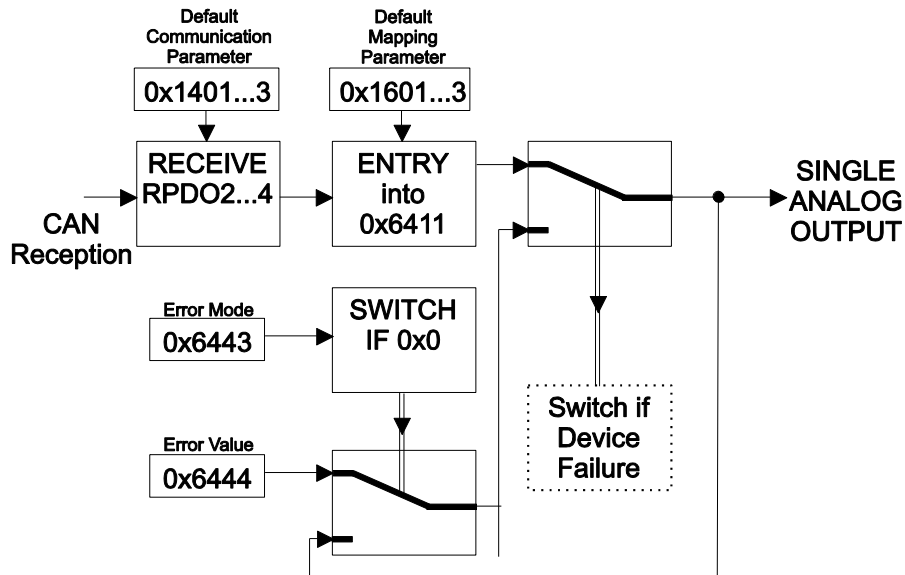 Default
Communication
Parameter
0x1401...3
Default
Mapping
Parameter
0x1601...3
RECEIVE
RPDO2...4
ENTRY
into
0x6411
CAN
Reception
SINGLE
ANALOG
OUTPUT
Error Mode
0x6443
SWITCH
IF 0x0
Switch if
Device
Failure
Error Value
0x6444